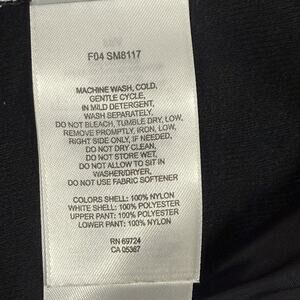 F04 SM8117
MACHINE WASH, COLD,
GENTLE CYCLE,
IN MILD DETERGENT,
WASH SEPARATELY,
DO NOT BLEACH, TUMBLE DRY, LOW,
REMOVE PROMPTLY, IRON, LOW,
RIGHT SIDE ONLY, IF NEEDED,
DO NOT DRY CLEAN,
DO NOT STORE WET,
DO NOT ALLOW TO SIT IN
WASHER/DRYER,
DO NOT USE FABRIC SOFTENER
COLORS SHELL: 100% NYLON
WHITE SHELL: 100% POLYESTER
UPPER PANT: 100% POLYESTER
LOWER PANT: 100% NYLON
RN 69724
CA 05367